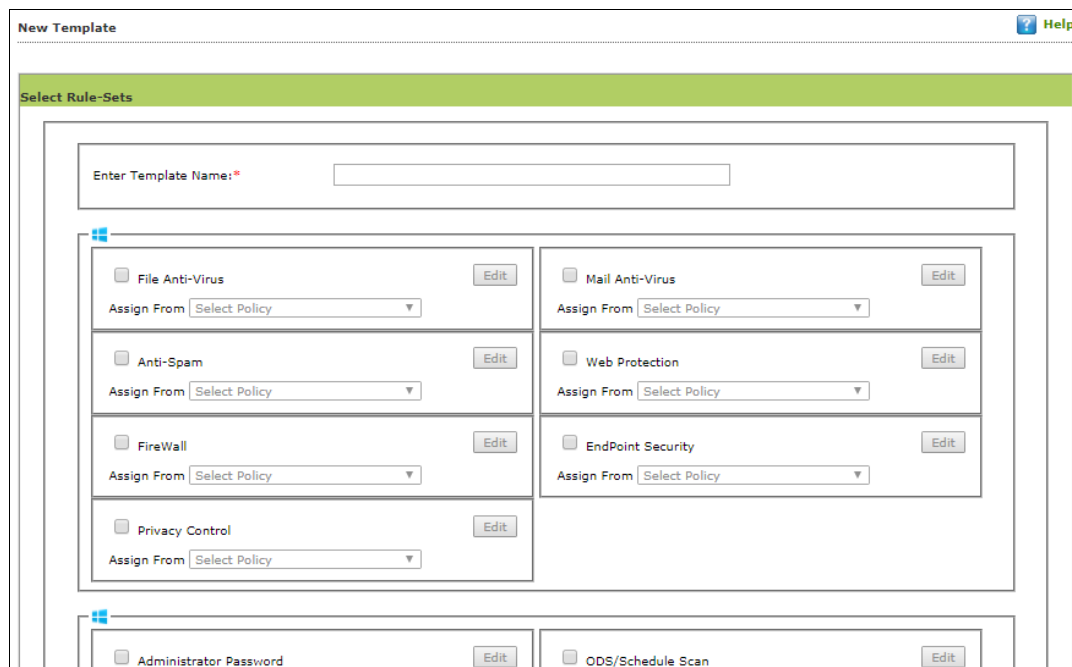 New Template
? Help
Select Rule-Sets
Enter Template Name:*
File Anti-Virus Edit
Assign From Select Policy
Mail Anti-Virus Edit
Assign From Select Policy
Anti-Spam Edit
Assign From Select Policy
Web Protection Edit
Assign From Select Policy
FireWall Edit
Assign From Select Policy
EndPoint Security Edit
Assign From Select Policy
Privacy Control Edit
Assign From Select Policy
Administrator Password Edit
ODS/Schedule Scan Edit